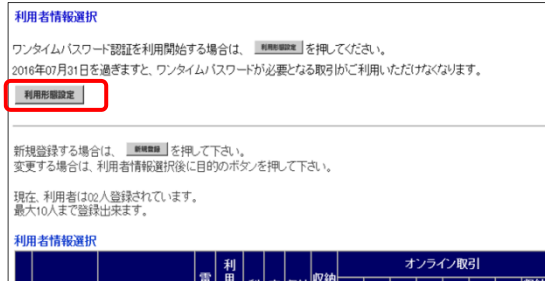 利用者情報選択
ワンタイムパスワード認証を利用開始する場合は、 利用形態設定 を押してください。
2016年07月31日を過ぎますと、ワンタイムパスワードが必要となる取引がご利用いただけなくなります。
利用形態設定
新規登録する場合は、 新規登録 を押して下さい。
変更する場合は、利用者情報選択後に目的のボタンを押して下さい。
現在、利用者は02人登録されています。
最大10人まで登録出来ます。
利用者情報選択
オンライン取引
利
用
収納